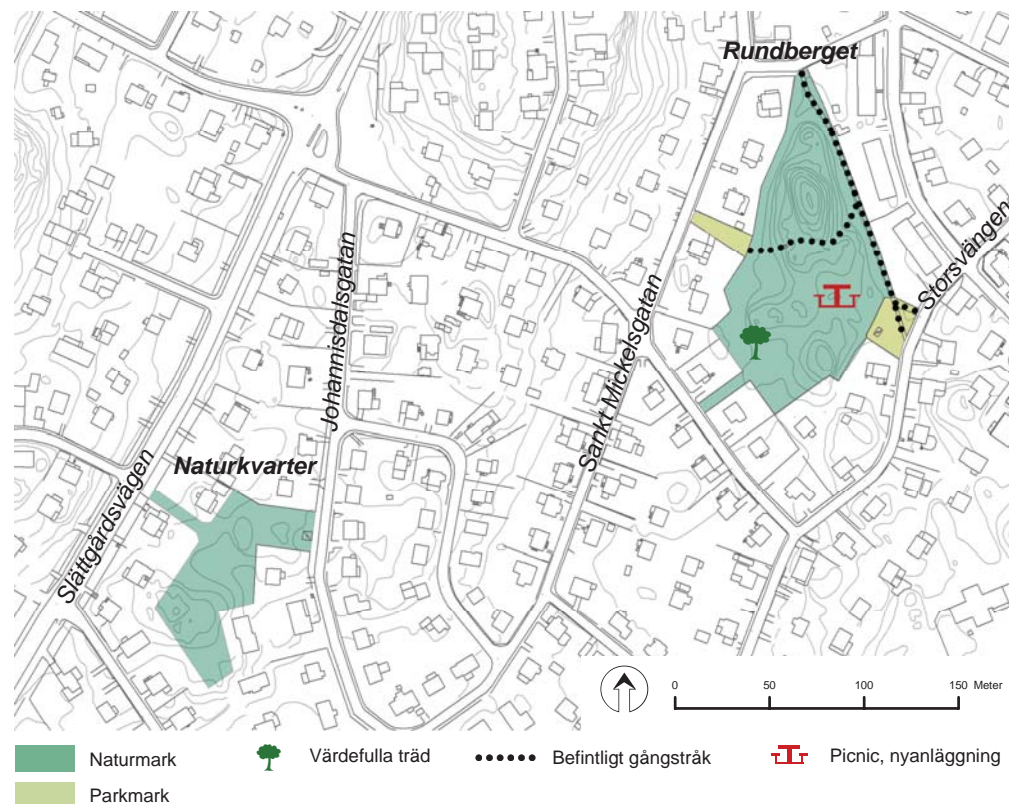 Rundberget
Storsvängen
Johannisdalsgatan
Sankt Mickelsgatan
Naturkvarter
Slättgårdsvägen
0 50 100 150 Meter
Naturmark
Värdefulla träd
Befintligt gångstråk
Picnic, nyanläggning
Parkmark